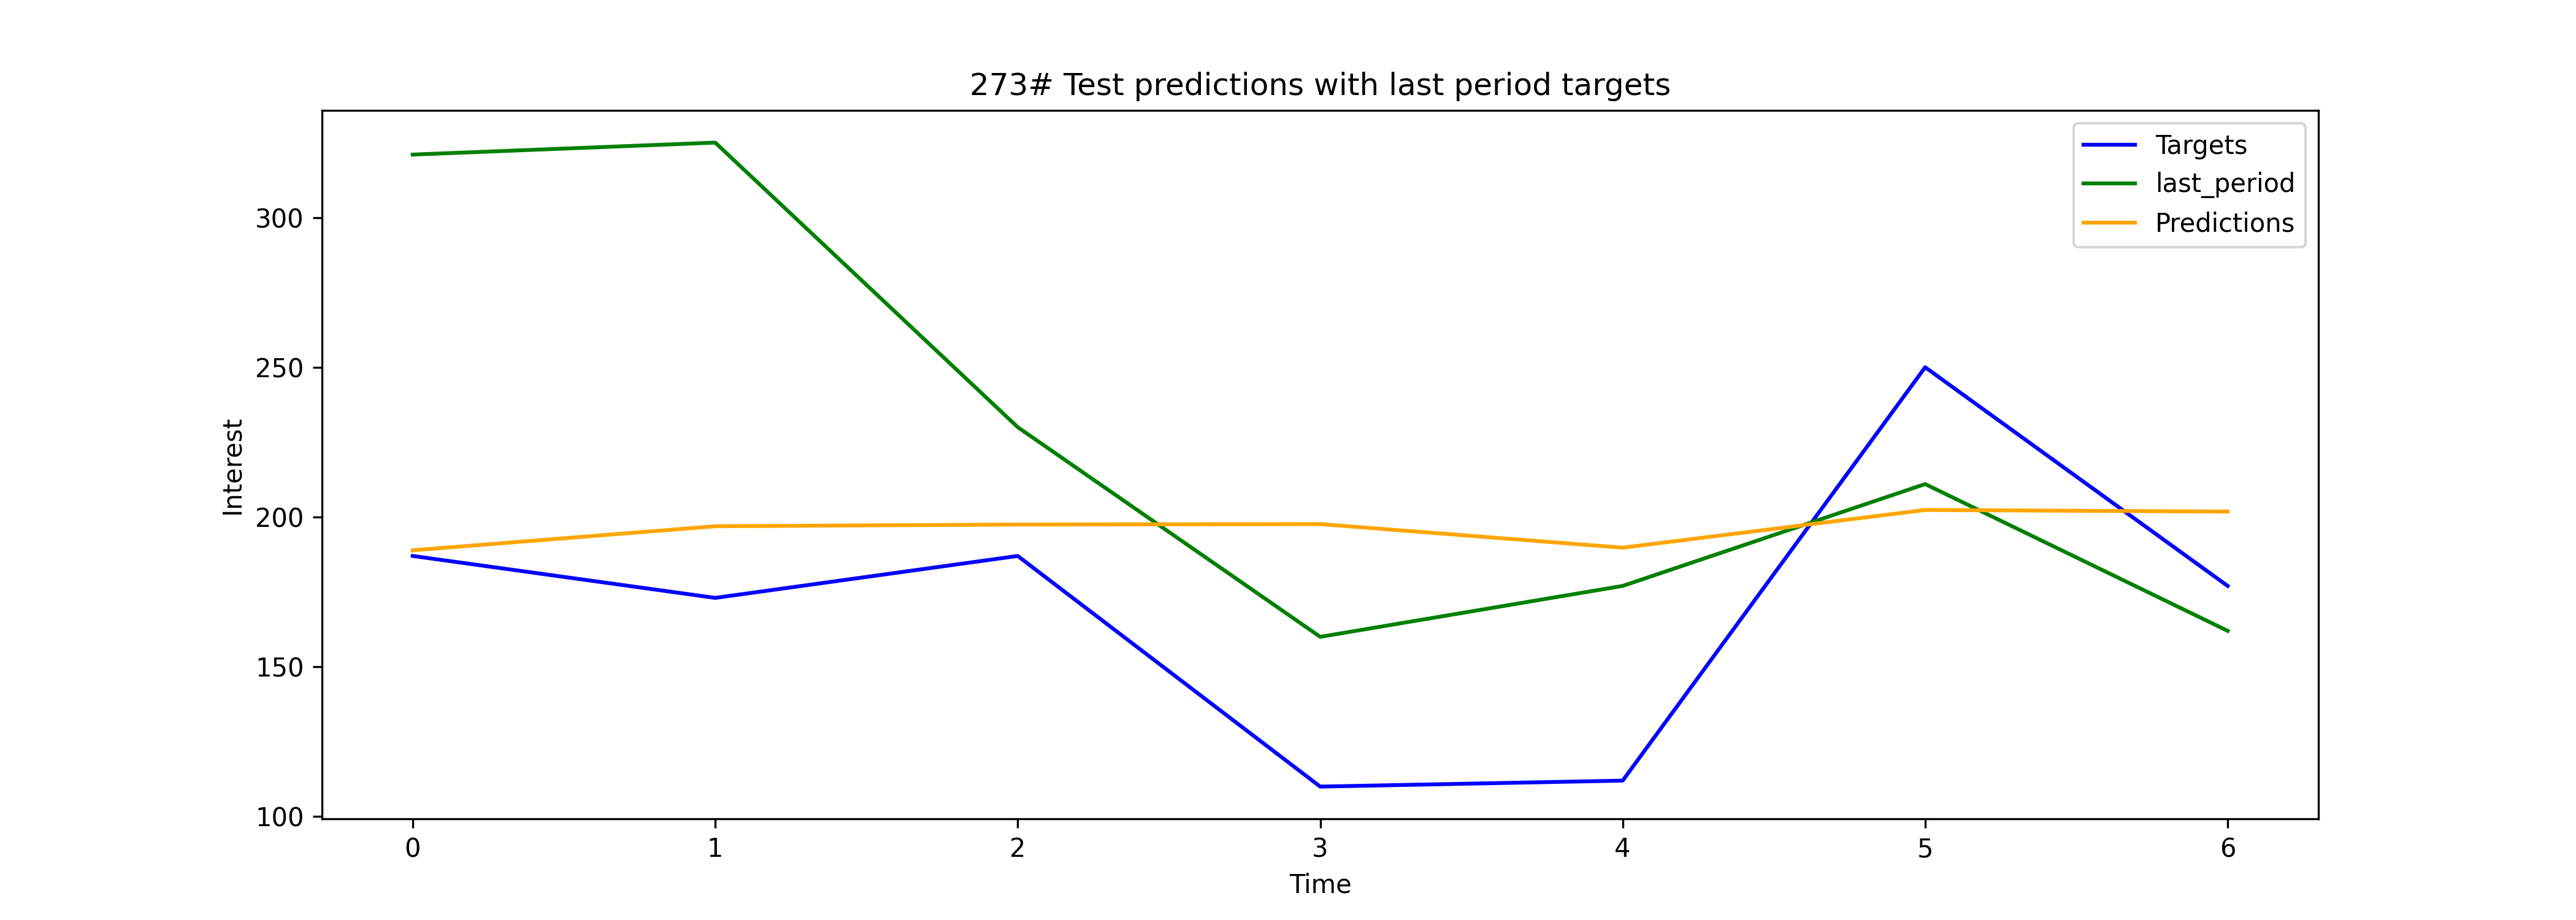 273# Test predictions with last period targets
Targets
last_period
Predictions
300
250
200
150
100
Interest
0 1 2 3 4 5 6
Time